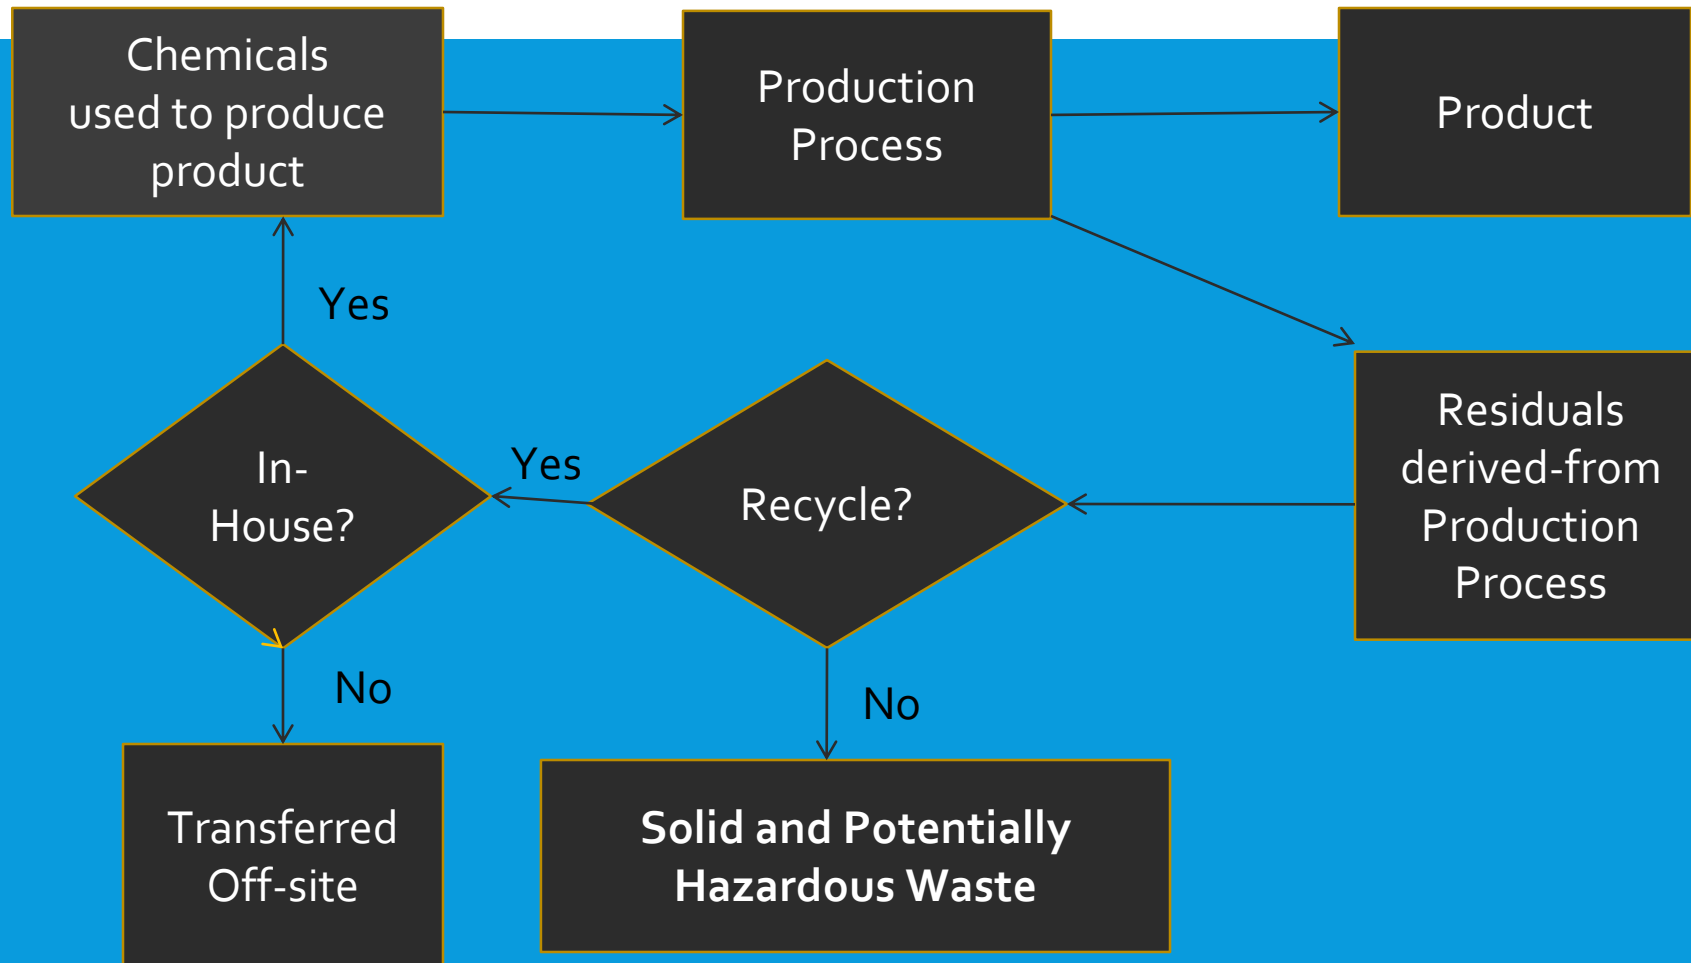 Chemicals
used to produce
product
Production
Process
Product
Yes
In-
House?
Yes
Recycle?
Residuals
derived-from
Production
Process
No
No
Transferred
Off-site
Solid and Potentially
Hazardous Waste